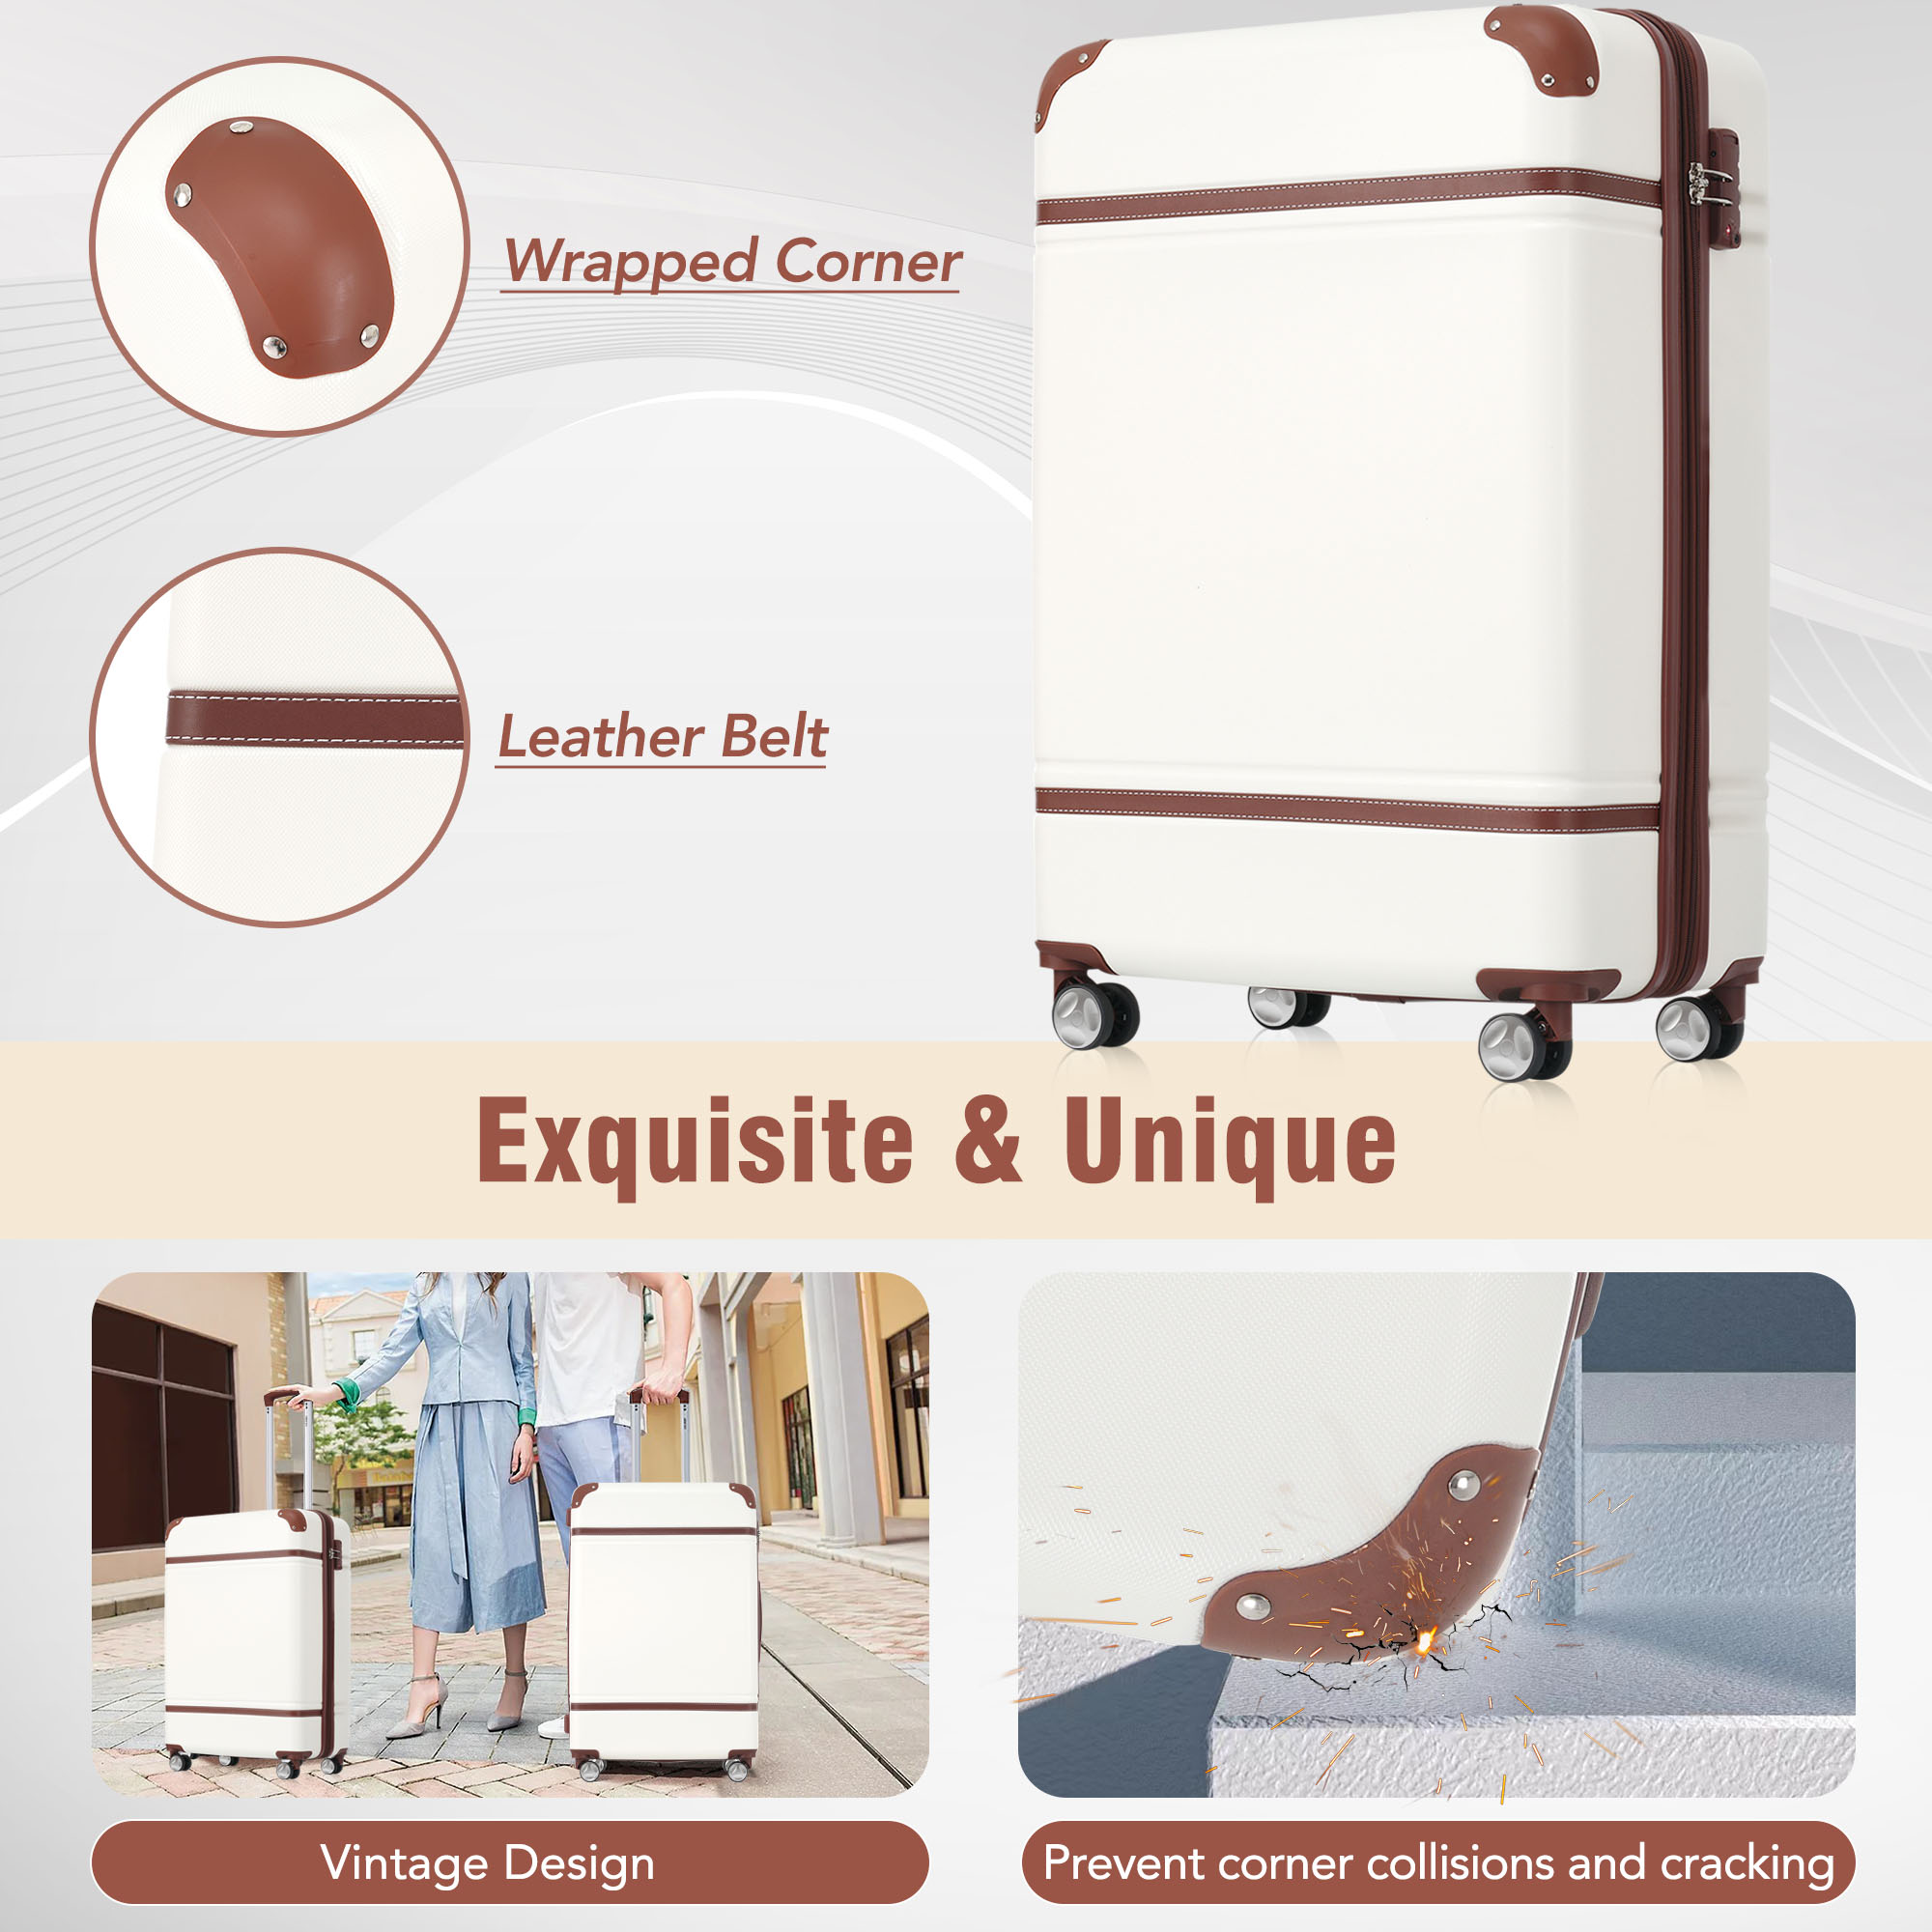 Wrapped Corner
Leather Belt
Exquisite & Unique
Vintage Design
Prevent corner collisions and cracking